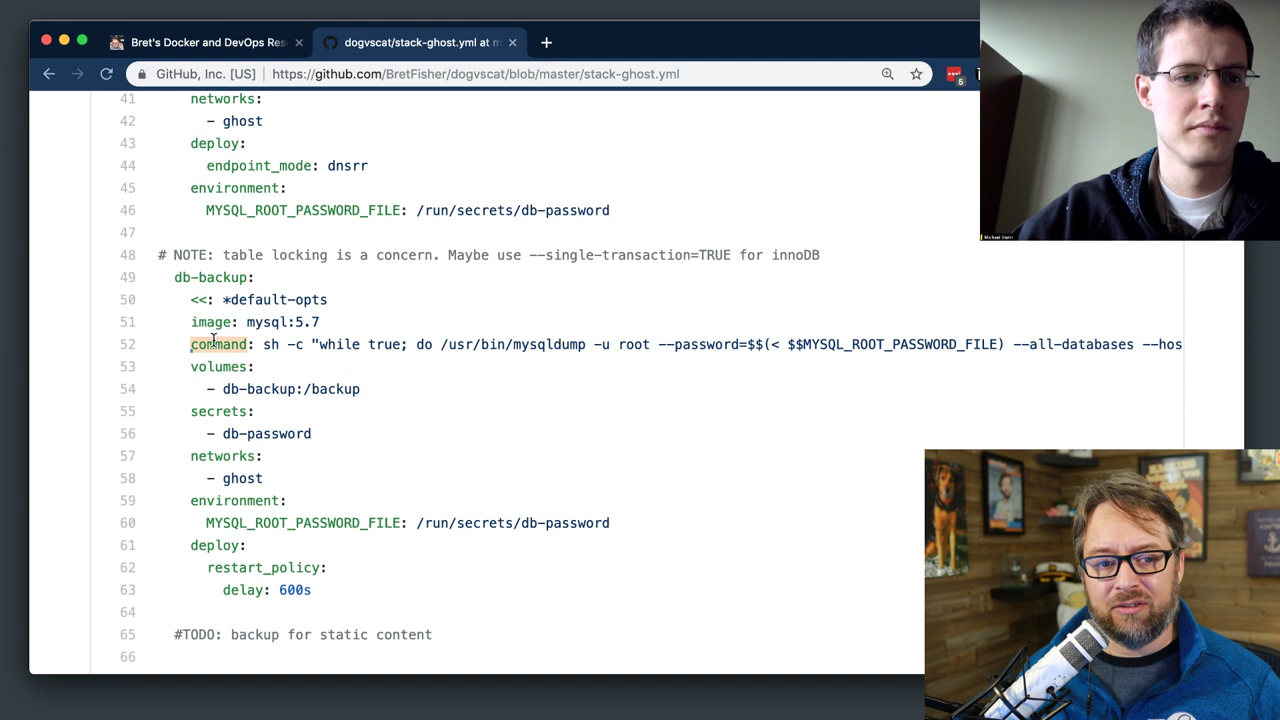 Bret's Docker and DevOps Res
dogvscat/stack-ghost.yml at m
GitHub, Inc. [US]
https://github.com/BretFisher/dogvscat/blob/master/stack-ghost.yml
6
41 networks:
42 - ghost
43 deploy:
44 endpoint_mode: dnsrr
45 environment:
46 MYSQL_ROOT_PASSWORD_FILE: /run/secrets/db-password
47
48 # NOTE: table locking is a concern. Maybe use --single-transaction=TRUE for innoDB
49 db-backup:
50 <<: *default-opts
51 image: mysql:5.7
52 command: sh -c "while true; do /usr/bin/mysqldump -u root --password=$$(< $$MYSQL_ROOT_PASSWORD_FILE) --all-databases --hos
53 volumes:
54 - db-backup:/backup
55 secrets:
56 - db-password
57 networks:
58 - ghost
59 environment:
60 MYSQL_ROOT_PASSWORD_FILE: /run/secrets/db-password
61 deploy:
62 restart_policy:
63 delay: 600s
64
65 #TODO: backup for static content
66
Michael Irwin